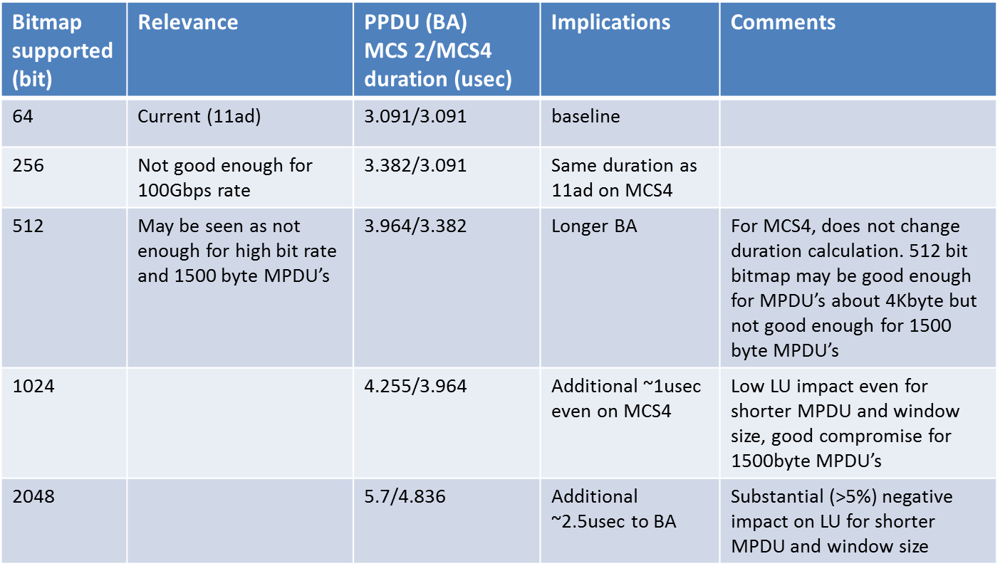 Bitmap supported (bit)
Relevance
PPDU (BA) MCS 2/MCS4 duration (usec)
Implications
Comments
64
Current (11ad)
3.091/3.091
baseline
256
Not good enough for
100Gbps rate
3.382/3.091
Same duration as
11ad on MCS4
512
May be seen as not
enough for high bit rate
and 1500 byte MPDU’s
3.964/3.382
Longer BA
For MCS4, does not change
duration calculation. 512 bit
bitmap may be good enough
for MPDU’s about 4Kbyte but
not good enough for 1500
byte MPDU’s
1024
4.255/3.964
Additional ~1usec
even on MCS4
Low LU impact even for
shorter MPDU and window
size, good compromise for
1500byte MPDU’s
2048
5.7/4.836
Additional
~2.5usec to BA
Substantial (>5%) negative
impact on LU for shorter
MPDU and window size